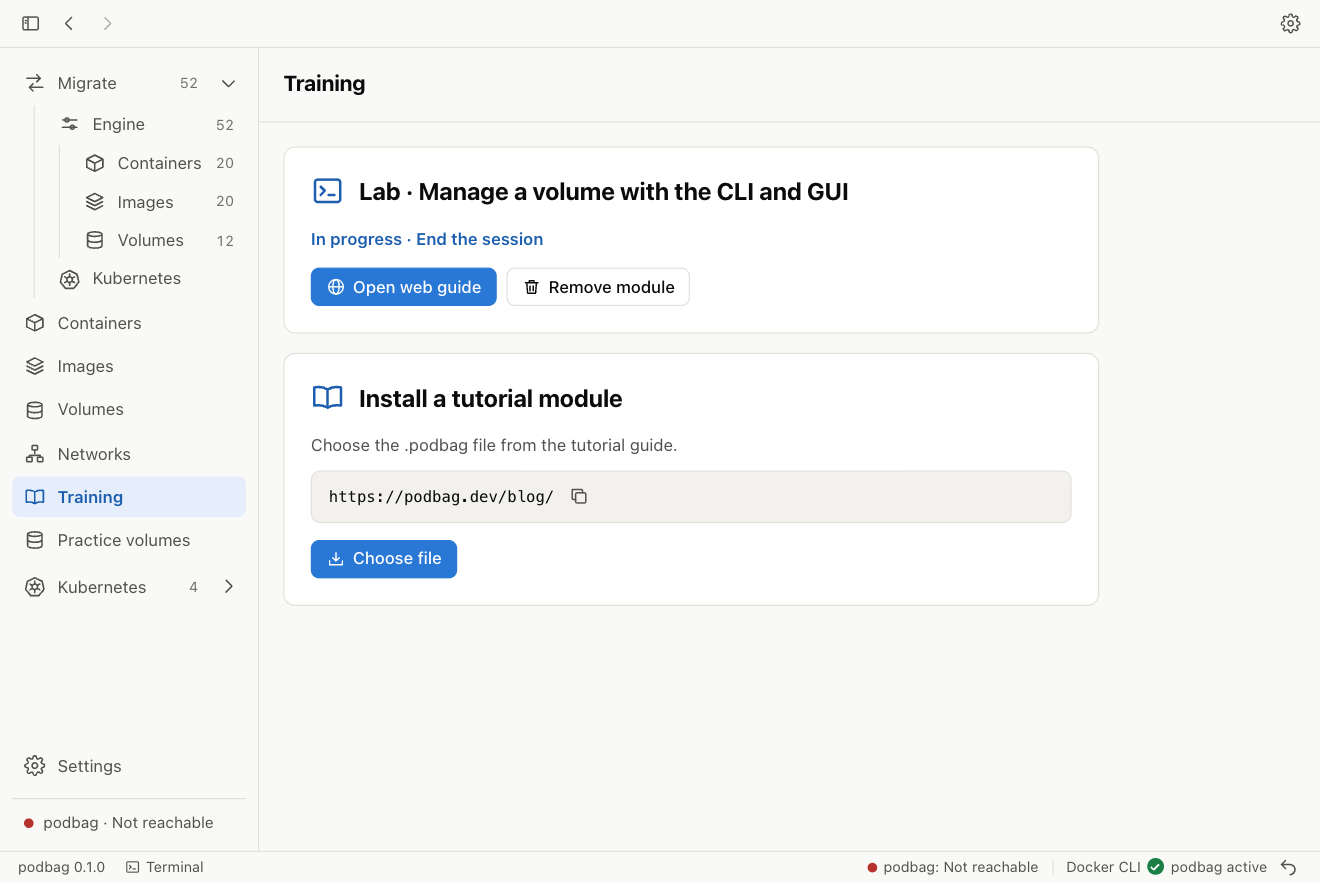 Migrate 52
Engine 52
Containers 20
Images 20
Volumes 12
Kubernetes
Containers
Images
Volumes
Networks
Training
Practice volumes
Kubernetes 4
Settings
podbag · Not reachable
Training
Lab · Manage a volume with the CLI and GUI
In progress · End the session
Open web guide Remove module
Install a tutorial module
Choose the .podbag file from the tutorial guide.
https://podbag.dev/blog/
Choose file
podbag 0.1.0 Terminal podbag: Not reachable Docker CLI podbag active